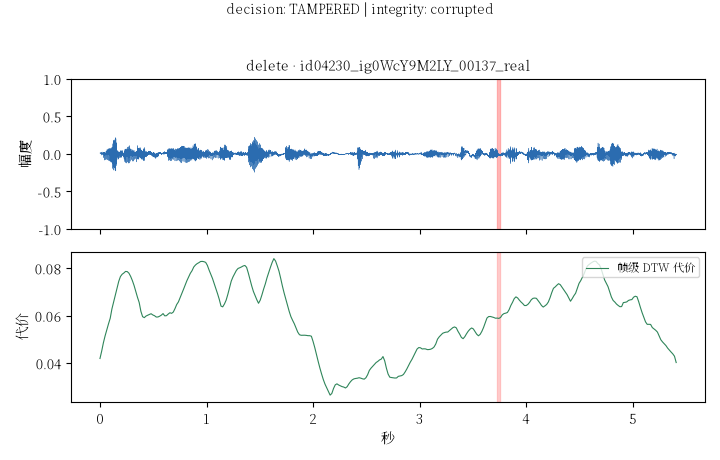 decision: TAMPERED | integrity: corrupted
delete · id04230_ig0WcY9M2LY_00137_real
1.0
0.5
0.0
-0.5
-1.0
幅度
0.08
0.06
0.04
代价
帧级 DTW 代价
0 1 2 3 4 5
秒